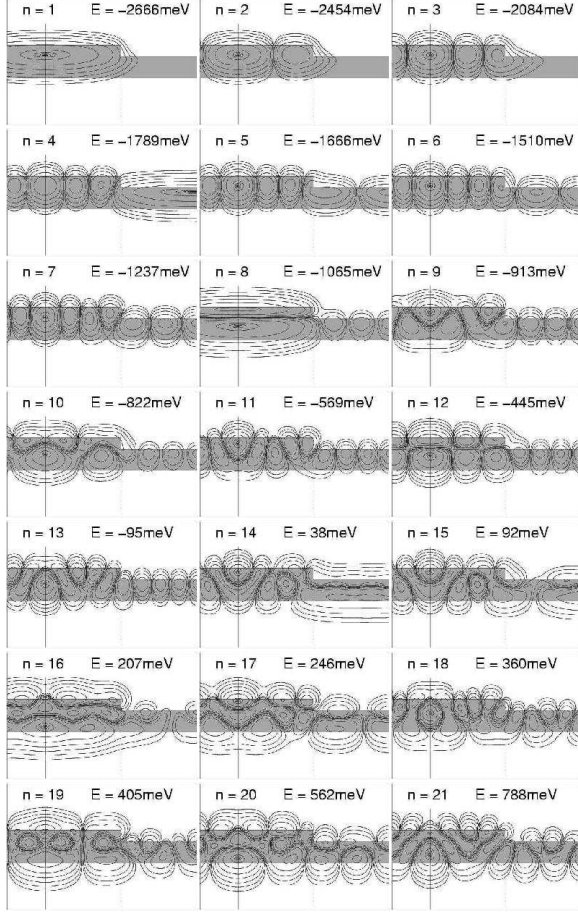 n = 1 E = −2666meV n = 2 E = −2454meV n = 3 E = −2084meV
n = 4 E = −1789meV n = 5 E = −1666meV n = 6 E = −1510meV
n = 7 E = −1237meV n = 8 E = −1065meV n = 9 E = −913meV
n = 10 E = −822meV n = 11 E = −569meV n = 12 E = −445meV
n = 13 E = −95meV n = 14 E = 38meV n = 15 E = 92meV
n = 16 E = 207meV n = 17 E = 246meV n = 18 E = 360meV
n = 19 E = 405meV n = 20 E = 562meV n = 21 E = 788meV